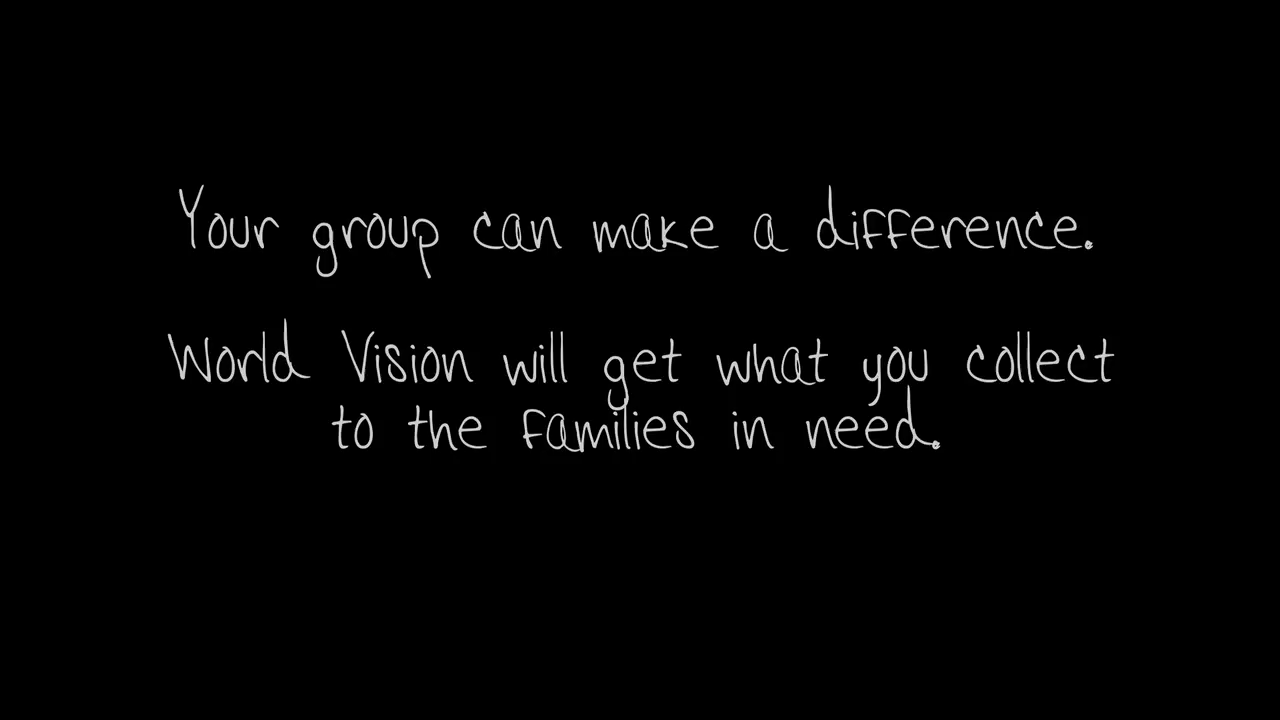 Your group can make a difference.
World Vision will get what you collect
to the families in need.